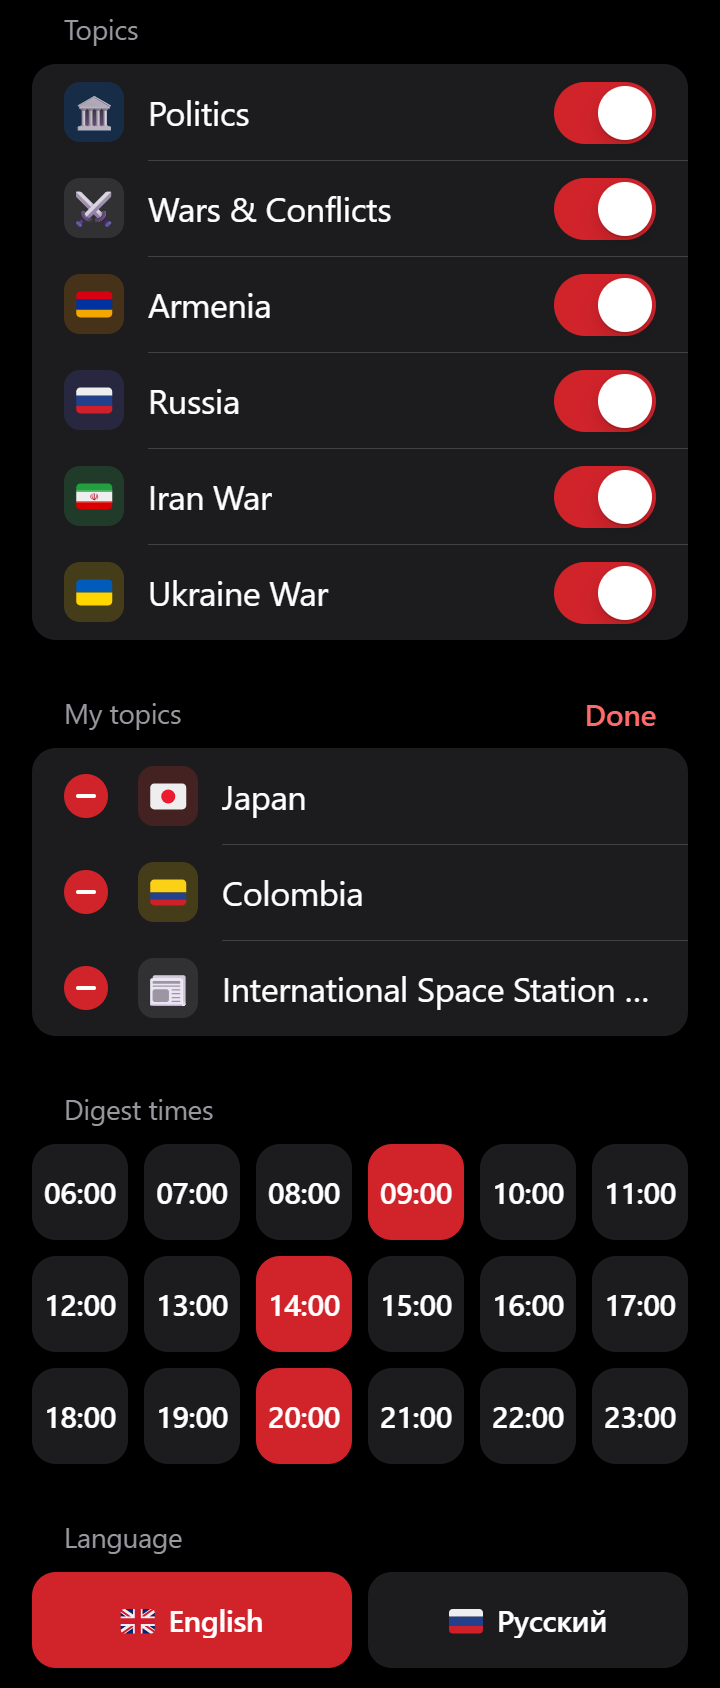 Topics
Politics
Wars & Conflicts
Armenia
Russia
Iran War
Ukraine War
My topics Done
Japan
Colombia
International Space Station ...
Digest times
06:00 07:00 08:00 09:00 10:00 11:00
12:00 13:00 14:00 15:00 16:00 17:00
18:00 19:00 20:00 21:00 22:00 23:00
Language
English Русский